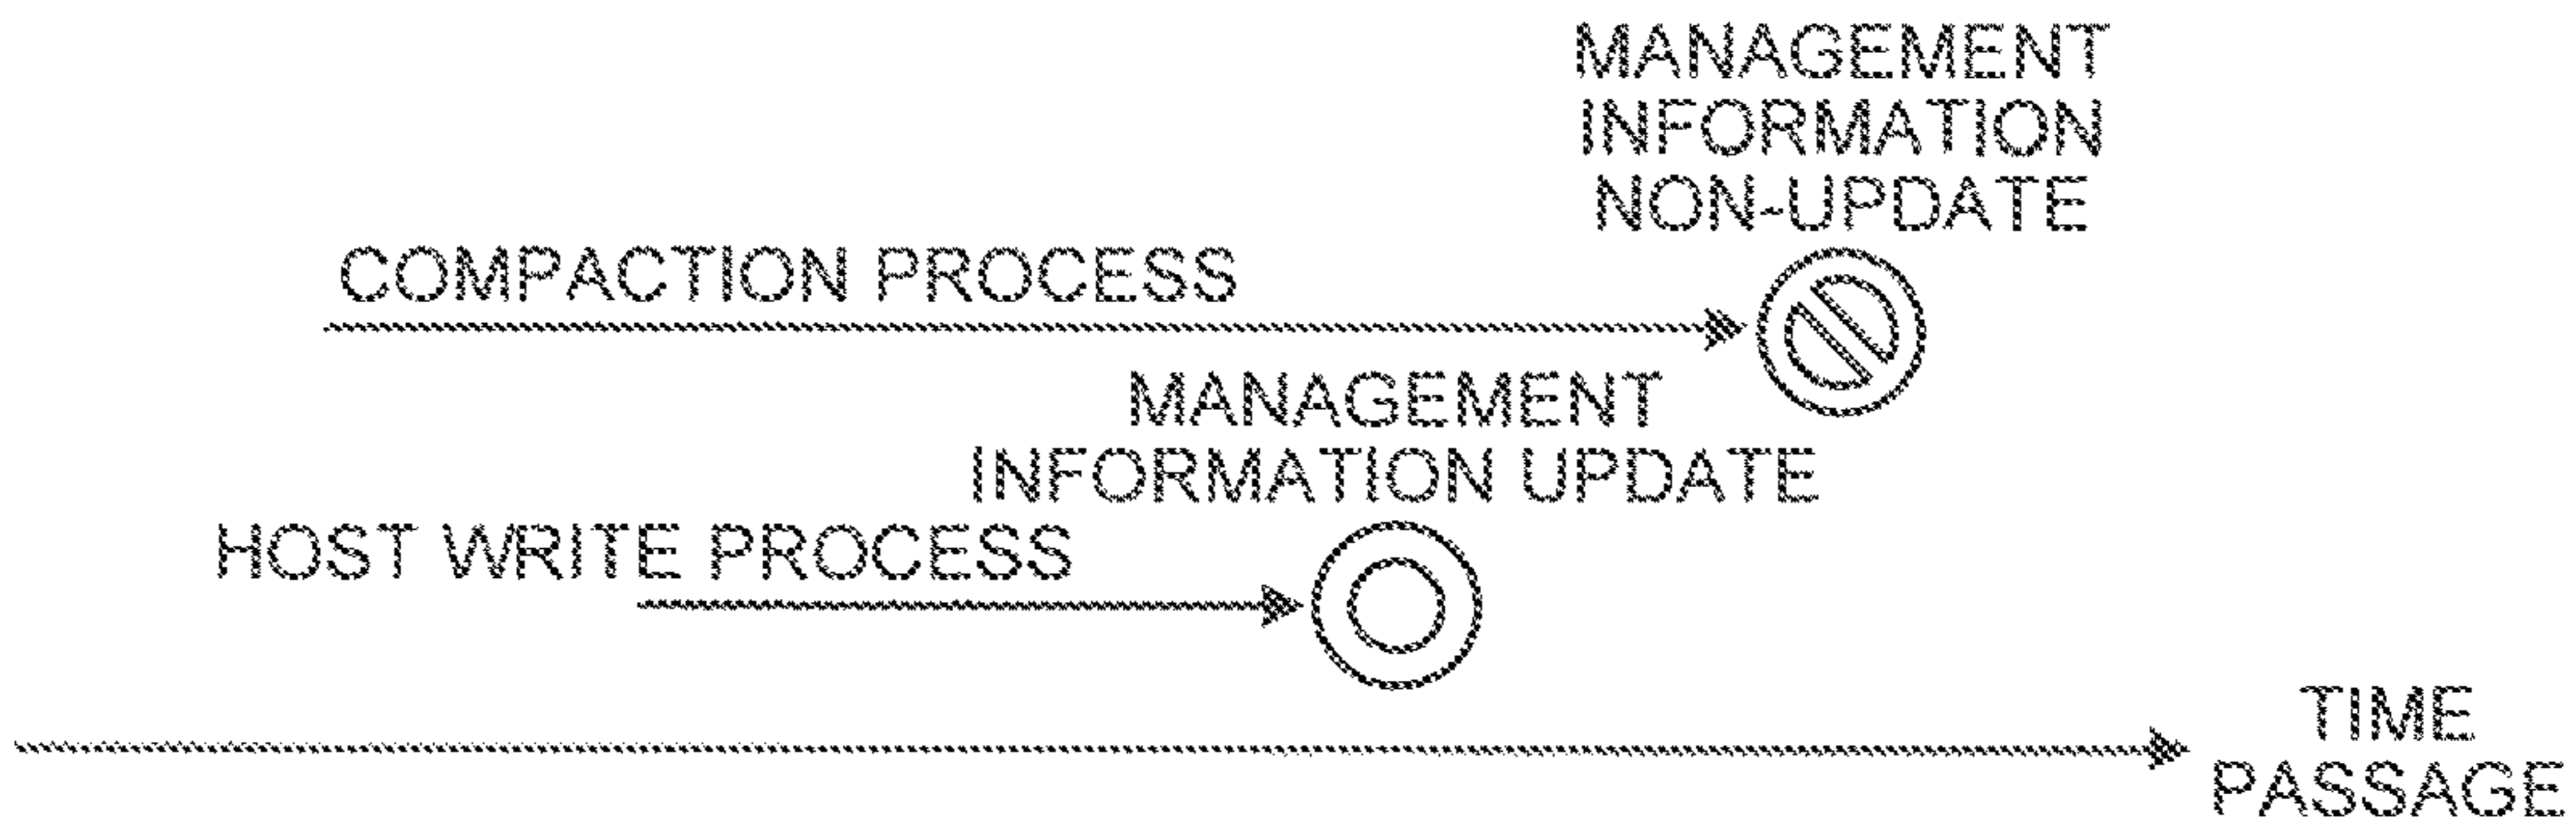 MANAGEMENT
INFORMATION
NON-UPDATE
COMPACTION PROCESS
MANAGEMENT
INFORMATION UPDATE
HOST WRITE PROCESS
TIME
PASSAGE